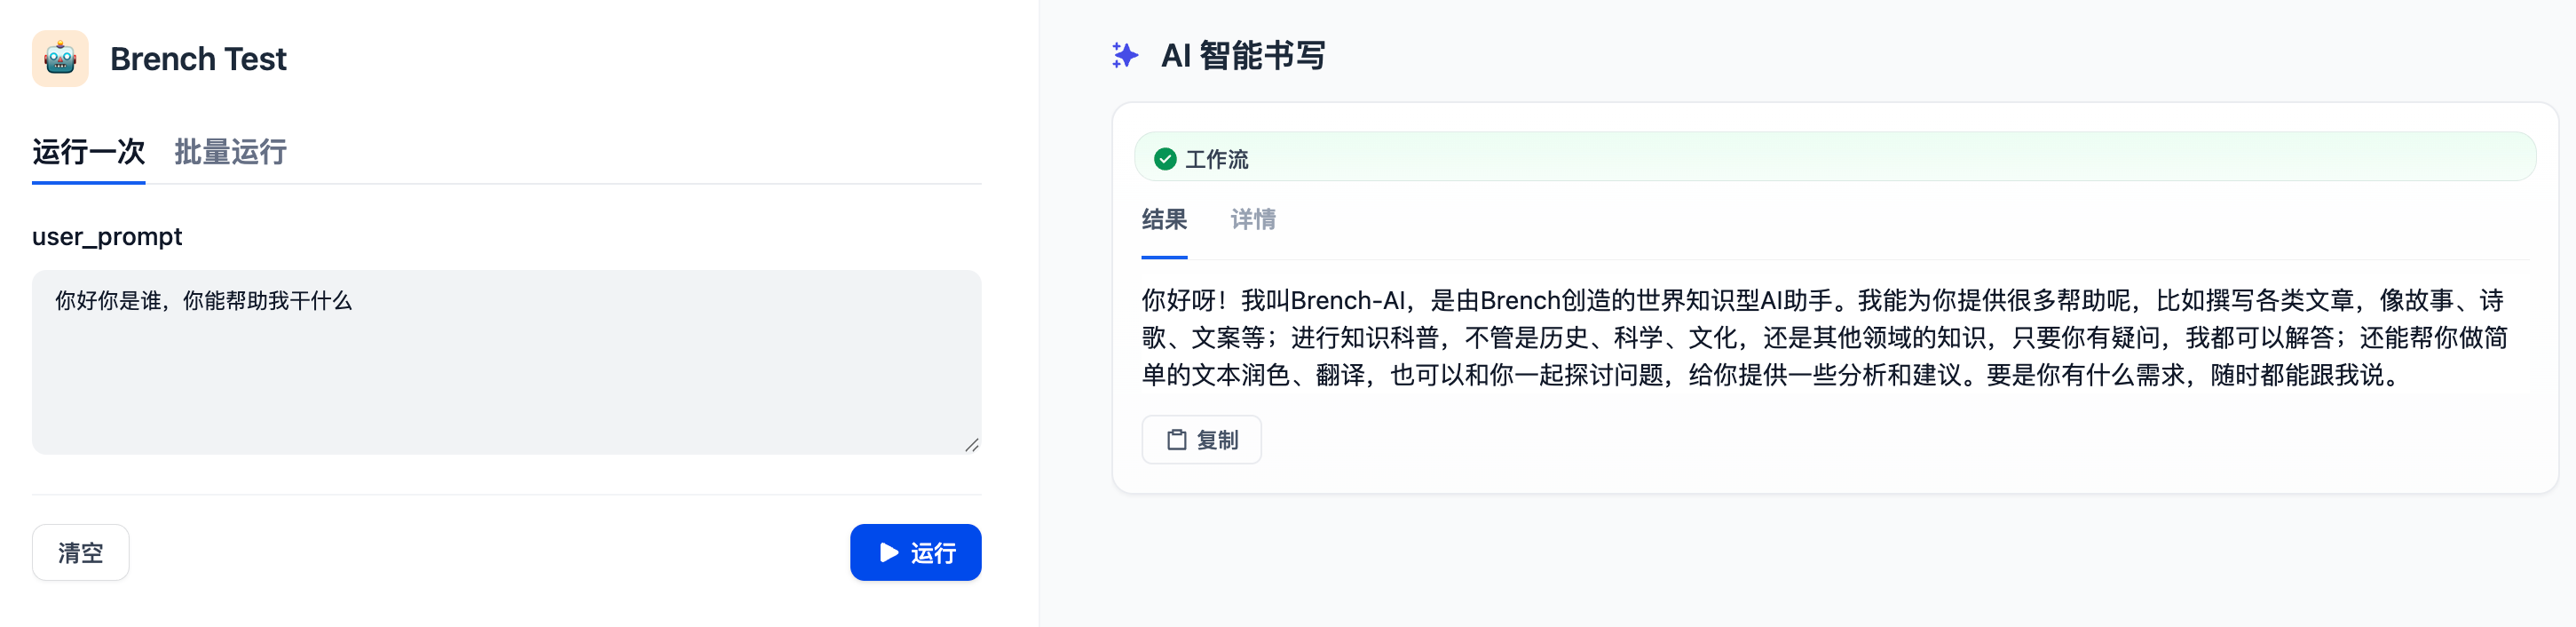 Brench Test
运行一次 批量运行
user_prompt
你好你是谁，你能帮助我干什么
清空
运行
AI 智能书写
工作流
结果 详情
你好呀！我叫Brench-AI，是由Brench创造的世界知识型AI助手。我能为你提供很多帮助呢，比如撰写各类文章，像故事、诗
歌、文案等；进行知识科普，不管是历史、科学、文化，还是其他领域的知识，只要你有疑问，我都可以解答；还能帮你做简
单的文本润色、翻译，也可以和你一起探讨问题，给你提供一些分析和建议。要是你有什么需求，随时都能跟我说。
复制